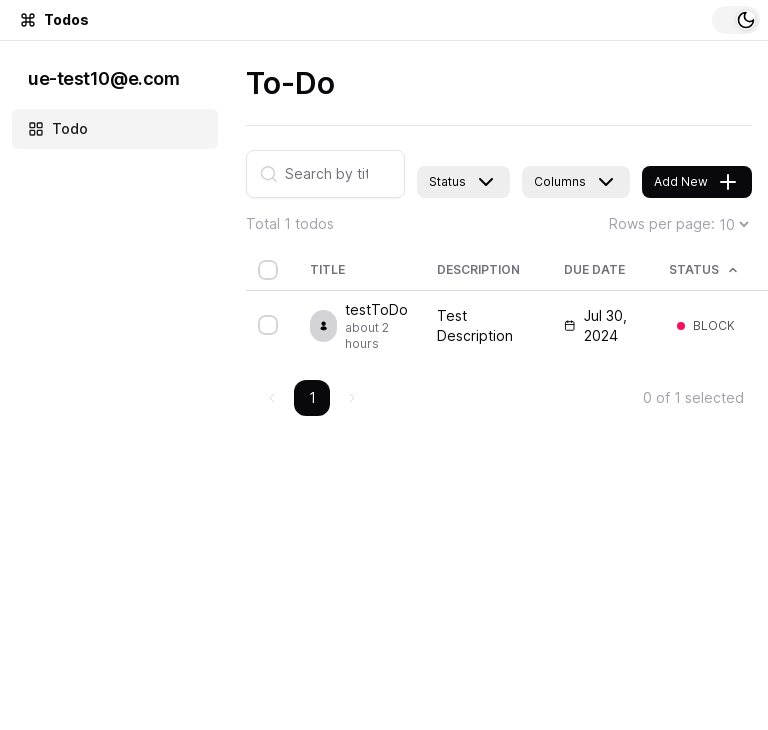 Todos
ue-test10@e.com
Todo
To-Do
Search by tit
Status
Columns
Add New
Total 1 todos
Rows per page: 10
TITLE
DESCRIPTION
DUE DATE
STATUS
testToDo
about 2
hours
Test
Description
Jul 30,
2024
BLOCK
1
0 of 1 selected